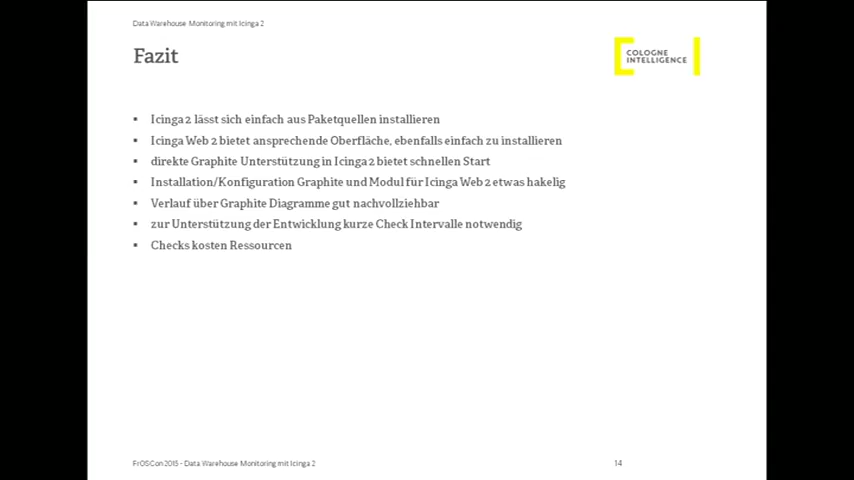 Data Warehouse Monitoring mit Icinga 2
Fazit
COLOGNE
INTELLIGENCE
▪ Icinga 2 lässt sich einfach aus Paketquellen installieren
▪ Icinga Web 2 bietet ansprechende Oberfläche, ebenfalls einfach zu installieren
▪ direkte Graphite Unterstützung in Icinga 2 bietet schnellen Start
▪ Installation/Konfiguration Graphite und Modul für Icinga Web 2 etwas hakelig
▪ Verlauf über Graphite Diagramme gut nachvollziehbar
▪ zur Unterstützung der Entwicklung kurze Check Intervalle notwendig
▪ Checks kosten Ressourcen
FrOSCon 2015 - Data Warehouse Monitoring mit Icinga 2
14